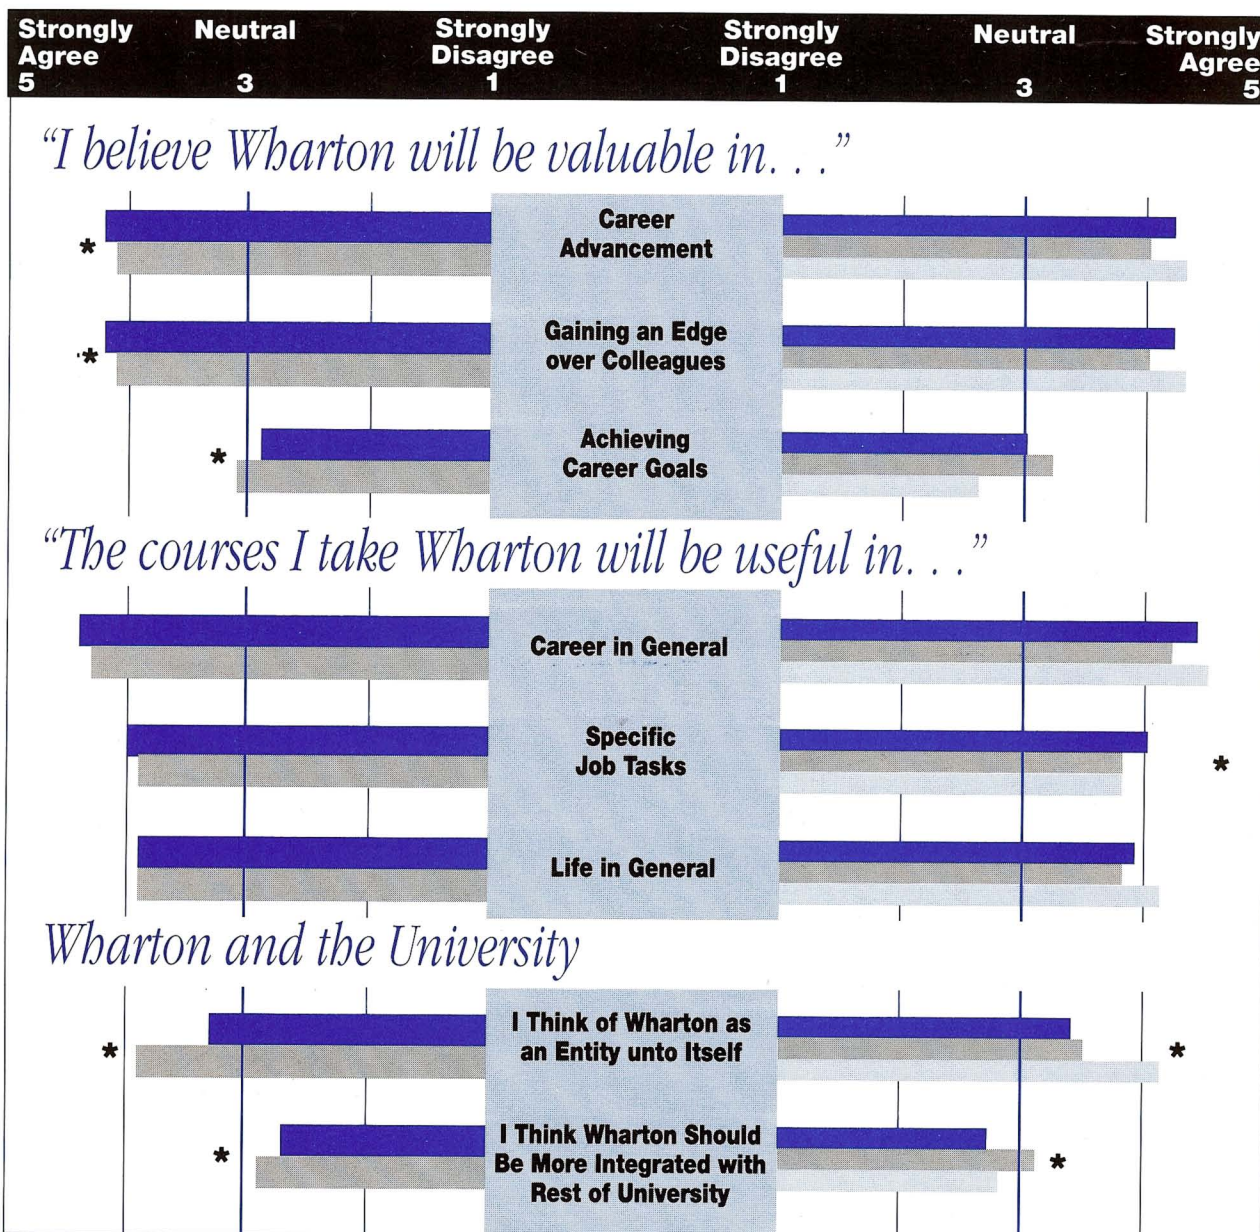 Strongly Agree 5
Neutral 3
Strongly Disagree 1
Strongly Disagree 1
Neutral 3
Strongly Agree 5
“I believe Wharton will be valuable in. . .”
Career
Advancement
*
Gaining an Edge
over Colleagues
*
Achieving
Career Goals
*
“The courses I take Wharton will be useful in. . .”
Career in General
Specific
Job Tasks
*
Life in General
Wharton and the University
I Think of Wharton as
an Entity unto Itself
*
*
I Think Wharton Should
Be More Integrated with
Rest of University
*
*